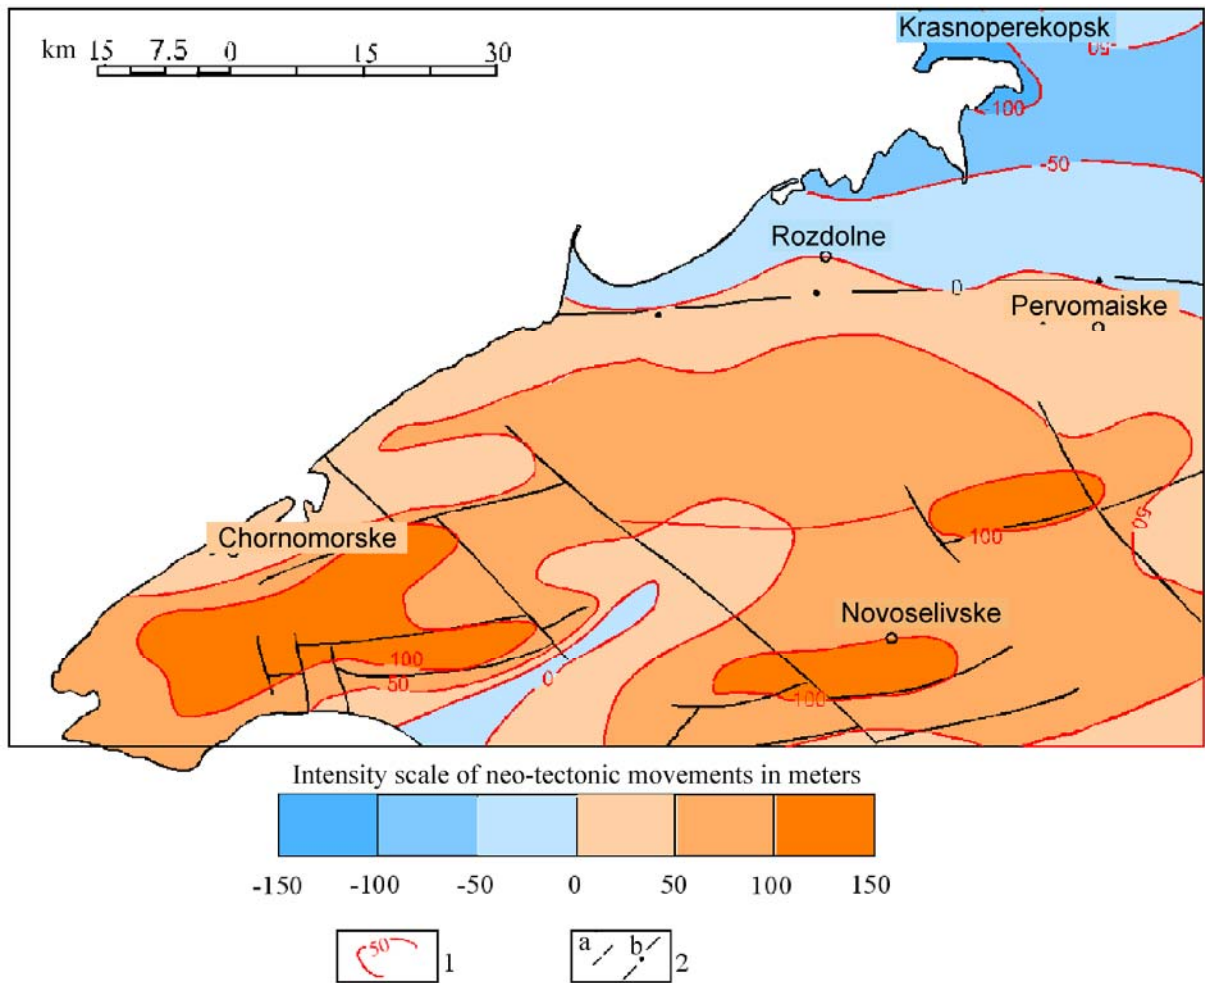 Krasnoperekopsk
km 15 7.5 0 15 30
-50
-100
-50
Rozdolne
0
Pervomaiske
50
Chornomorske
100
Novoselivske
100
50
0
100
Intensity scale of neo-tectonic movements in meters
-150 -100 -50 0 50 100 150
50 1
a b 2